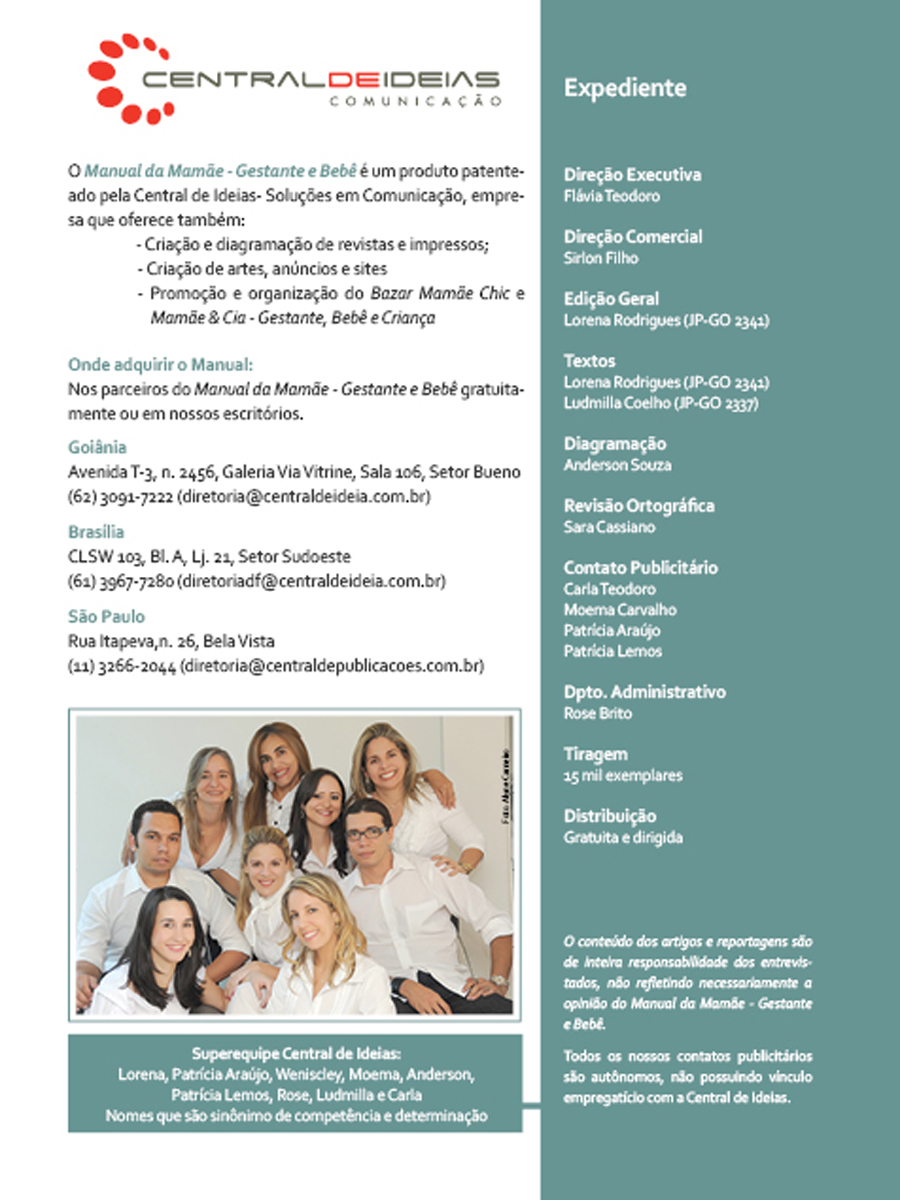 CENTRALDEIDEIAS
COMUNICAÇÃO
O Manual da Mamãe - Gestante e Bebê é um produto patente-
ado pela Central de Ideias- Soluções em Comunicação, empre-
sa que oferece também:
- Criação e diagramação de revistas e impressos;
- Criação de artes, anúncios e sites
- Promoção e organização do Bazar Mamãe Chic e
Mamãe & Cia - Gestante, Bebê e Criança
Onde adquirir o Manual:
Nos parceiros do Manual da Mamãe - Gestante e Bebê gratuita-
mente ou em nossos escritórios.
Goiânia
Avenida T-3, n. 2456, Galeria Via Vitrine, Sala 106, Setor Bueno
(62) 3091-7222 (diretoria@centraldeideia.com.br)
Brasília
CLSW 103, Bl. A, Lj. 21, Setor Sudoeste
(61) 3967-7280 (diretoriadf@centraldeideia.com.br)
São Paulo
Rua Itapeva,n. 26, Bela Vista
(11) 3266-2044 (diretoria@centraldepublicacoes.com.br)
Foto: 
Superequipe Central de Ideias:
Lorena, Patrícia Araújo, Weniscley, Moema, Anderson,
Patrícia Lemos, Rose, Ludmilla e Carla
Nomes que são sinônimo de competência e determinação
Expediente
Direção Executiva
Flávia Teodoro
Direção Comercial
Sirlon Filho
Edição Geral
Lorena Rodrigues (JP-GO 2341)
Textos
Lorena Rodrigues (JP-GO 2341)
Ludmilla Coelho (JP-GO 2337)
Diagramação
Anderson Souza
Revisão Ortográfica
Sara Cassiano
Contato Publicitário
Carla Teodoro
Moema Carvalho
Patrícia Araújo
Patrícia Lemos
Dpto. Administrativo
Rose Brito
Tiragem
15 mil exemplares
Distribuição
Gratuita e dirigida
O conteúdo dos artigos e reportagens são
de inteira responsabilidade dos entrevis-
tados, não refletindo necessariamente a
opinião do Manual da Mamãe - Gestante
e Bebê.
Todos os nossos contatos publicitários
são autônomos, não possuindo vínculo
empregatício com a Central de Ideias.